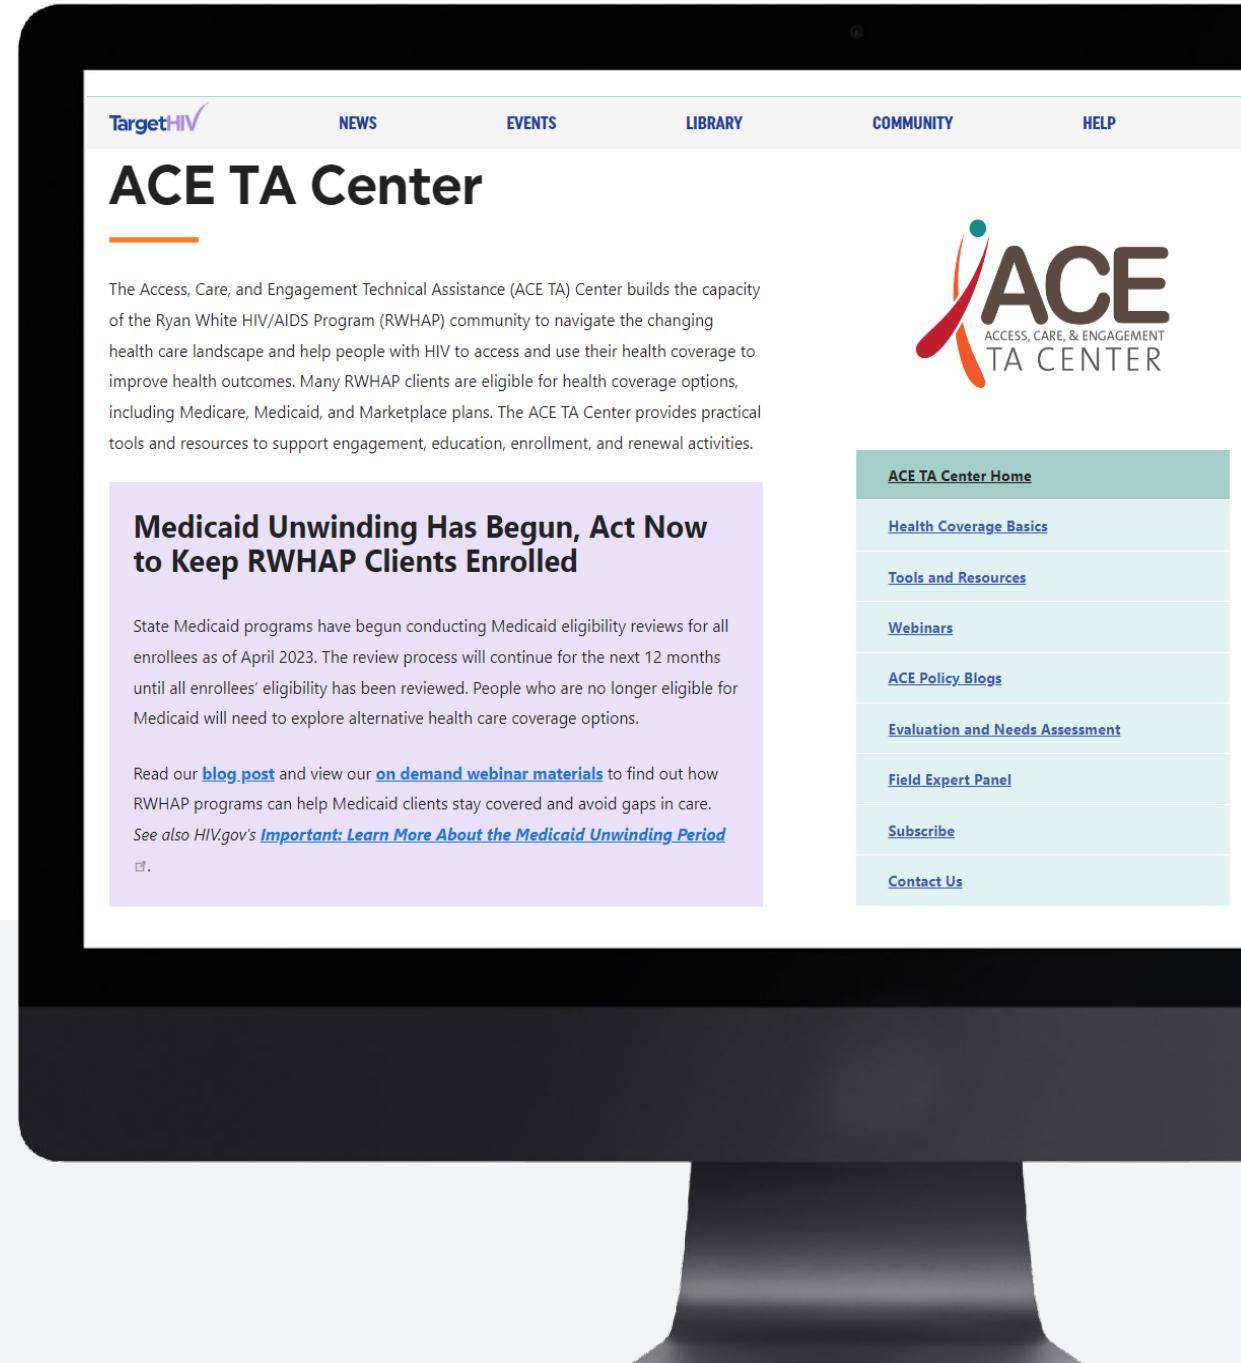 TargetHIV
NEWS
EVENTS
LIBRARY
COMMUNITY
HELP
ACE TA Center
The Access, Care, and Engagement Technical Assistance (ACE TA) Center builds the capacity
of the Ryan White HIV/AIDS Program (RWHAP) community to navigate the changing
health care landscape and help people with HIV to access and use their health coverage to
improve health outcomes. Many RWHAP clients are eligible for health coverage options,
including Medicare, Medicaid, and Marketplace plans. The ACE TA Center provides practical
tools and resources to support engagement, education, enrollment, and renewal activities.
Medicaid Unwinding Has Begun, Act Now
to Keep RWHAP Clients Enrolled
State Medicaid programs have begun conducting Medicaid eligibility reviews for all
enrollees as of April 2023. The review process will continue for the next 12 months
until all enrollees’ eligibility has been reviewed. People who are no longer eligible for
Medicaid will need to explore alternative health care coverage options.
Read our blog post and view our on demand webinar materials to find out how
RWHAP programs can help Medicaid clients stay covered and avoid gaps in care.
See also HIV.gov's Important: Learn More About the Medicaid Unwinding Period
.
ACE
ACCESS, CARE, & ENGAGEMENT
TA CENTER
ACE TA Center Home
Health Coverage Basics
Tools and Resources
Webinars
ACE Policy Blogs
Evaluation and Needs Assessment
Field Expert Panel
Subscribe
Contact Us